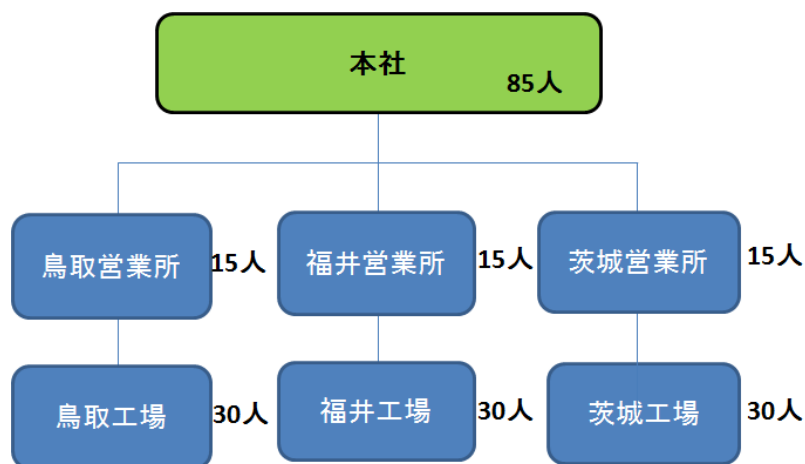 本社
85人
鳥取営業所
15人
福井営業所
15人
茨城営業所
15人
鳥取工場
30人
福井工場
30人
茨城工場
30人